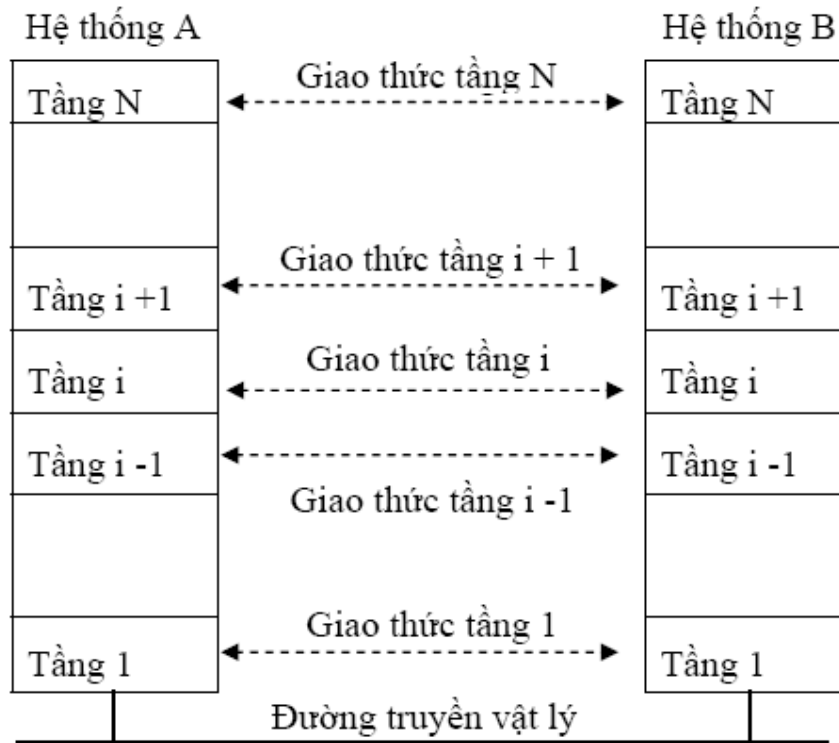 Hệ thống A
Hệ thống B
Tầng N
Giao thức tầng N
Tầng N
Tầng i +1
Giao thức tầng i + 1
Tầng i +1
Tầng i
Giao thức tầng i
Tầng i
Tầng i -1
Giao thức tầng i -1
Tầng i -1
Tầng 1
Giao thức tầng 1
Tầng 1
Đường truyền vật lý